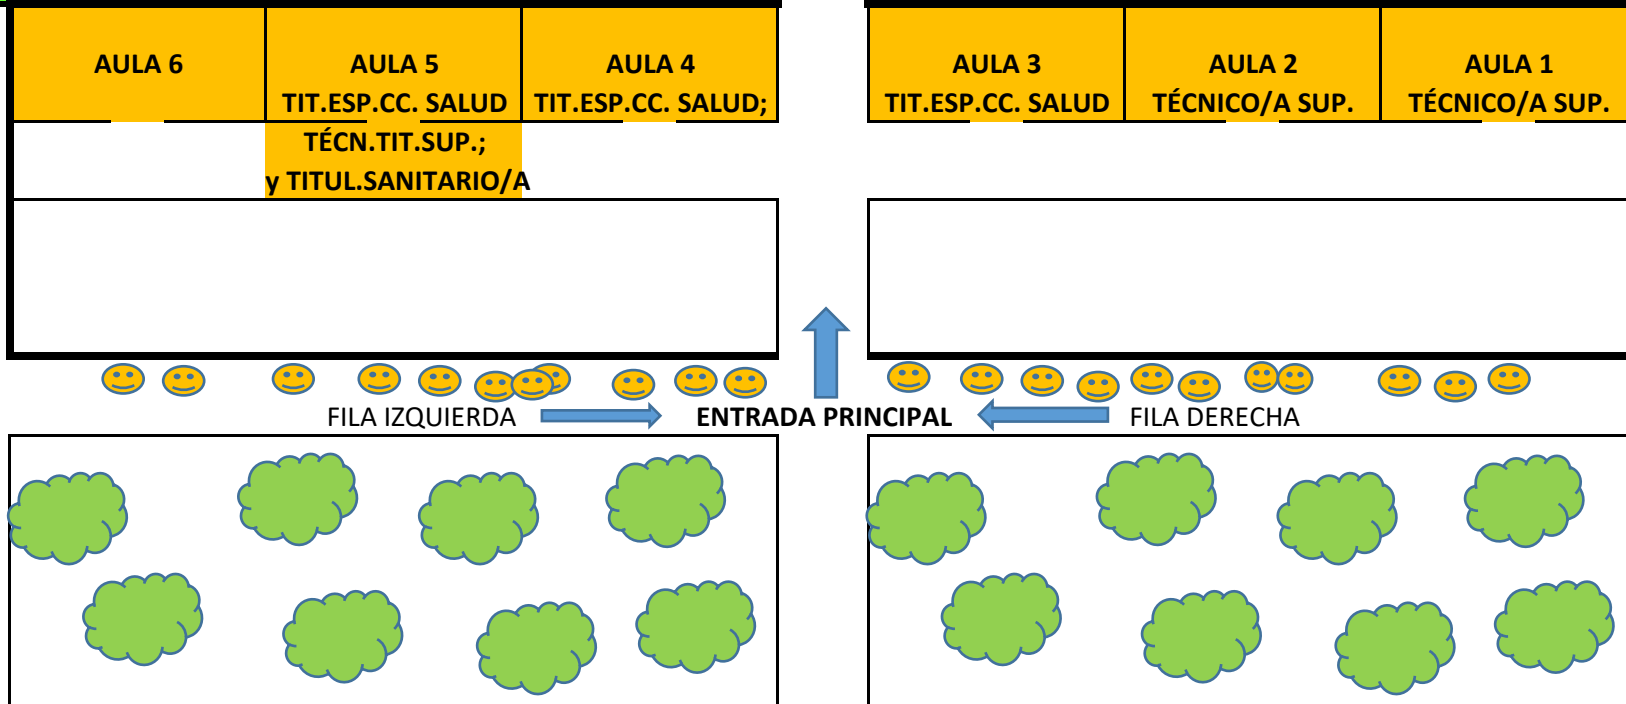 AULA 6
AULA 5
TIT.ESP.CC. SALUD
TÉCN.TIT.SUP.;
y TITUL.SANITARIO/A
AULA 4
TIT.ESP.CC. SALUD;
AULA 3
TIT.ESP.CC. SALUD
AULA 2
TÉCNICO/A SUP.
AULA 1
TÉCNICO/A SUP.
FILA IZQUIERDA
ENTRADA PRINCIPAL
FILA DERECHA